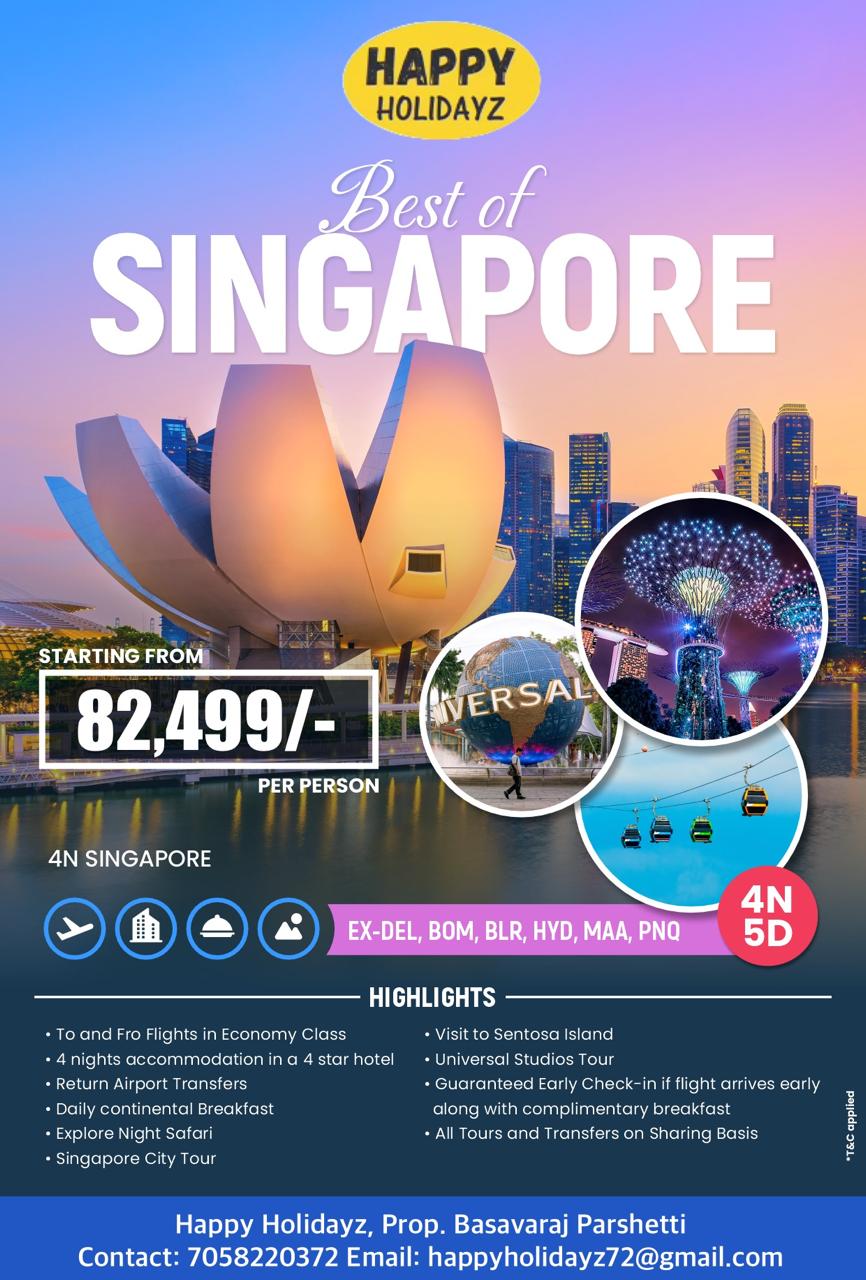 HAPPY
HOLIDAYZ
Best of
SINGAPORE
STARTING FROM
82,499/-
PER PERSON
IVERSAL
4N SINGAPORE
EX-DEL, BOM, BLR, HYD, MAA, PNQ
4N
5D
HIGHLIGHTS
• To and Fro Flights in Economy Class
• 4 nights accommodation in a 4 star hotel
• Return Airport Transfers
• Daily continental Breakfast
• Explore Night Safari
• Singapore City Tour
• Visit to Sentosa Island
• Universal Studios Tour
• Guaranteed Early Check-in if flight arrives early
along with complimentary breakfast
• All Tours and Transfers on Sharing Basis
*T&C applied
Happy Holidayz, Prop. Basavaraj Parshetti
Contact: 7058220372 Email: happyholidayz72@gmail.com